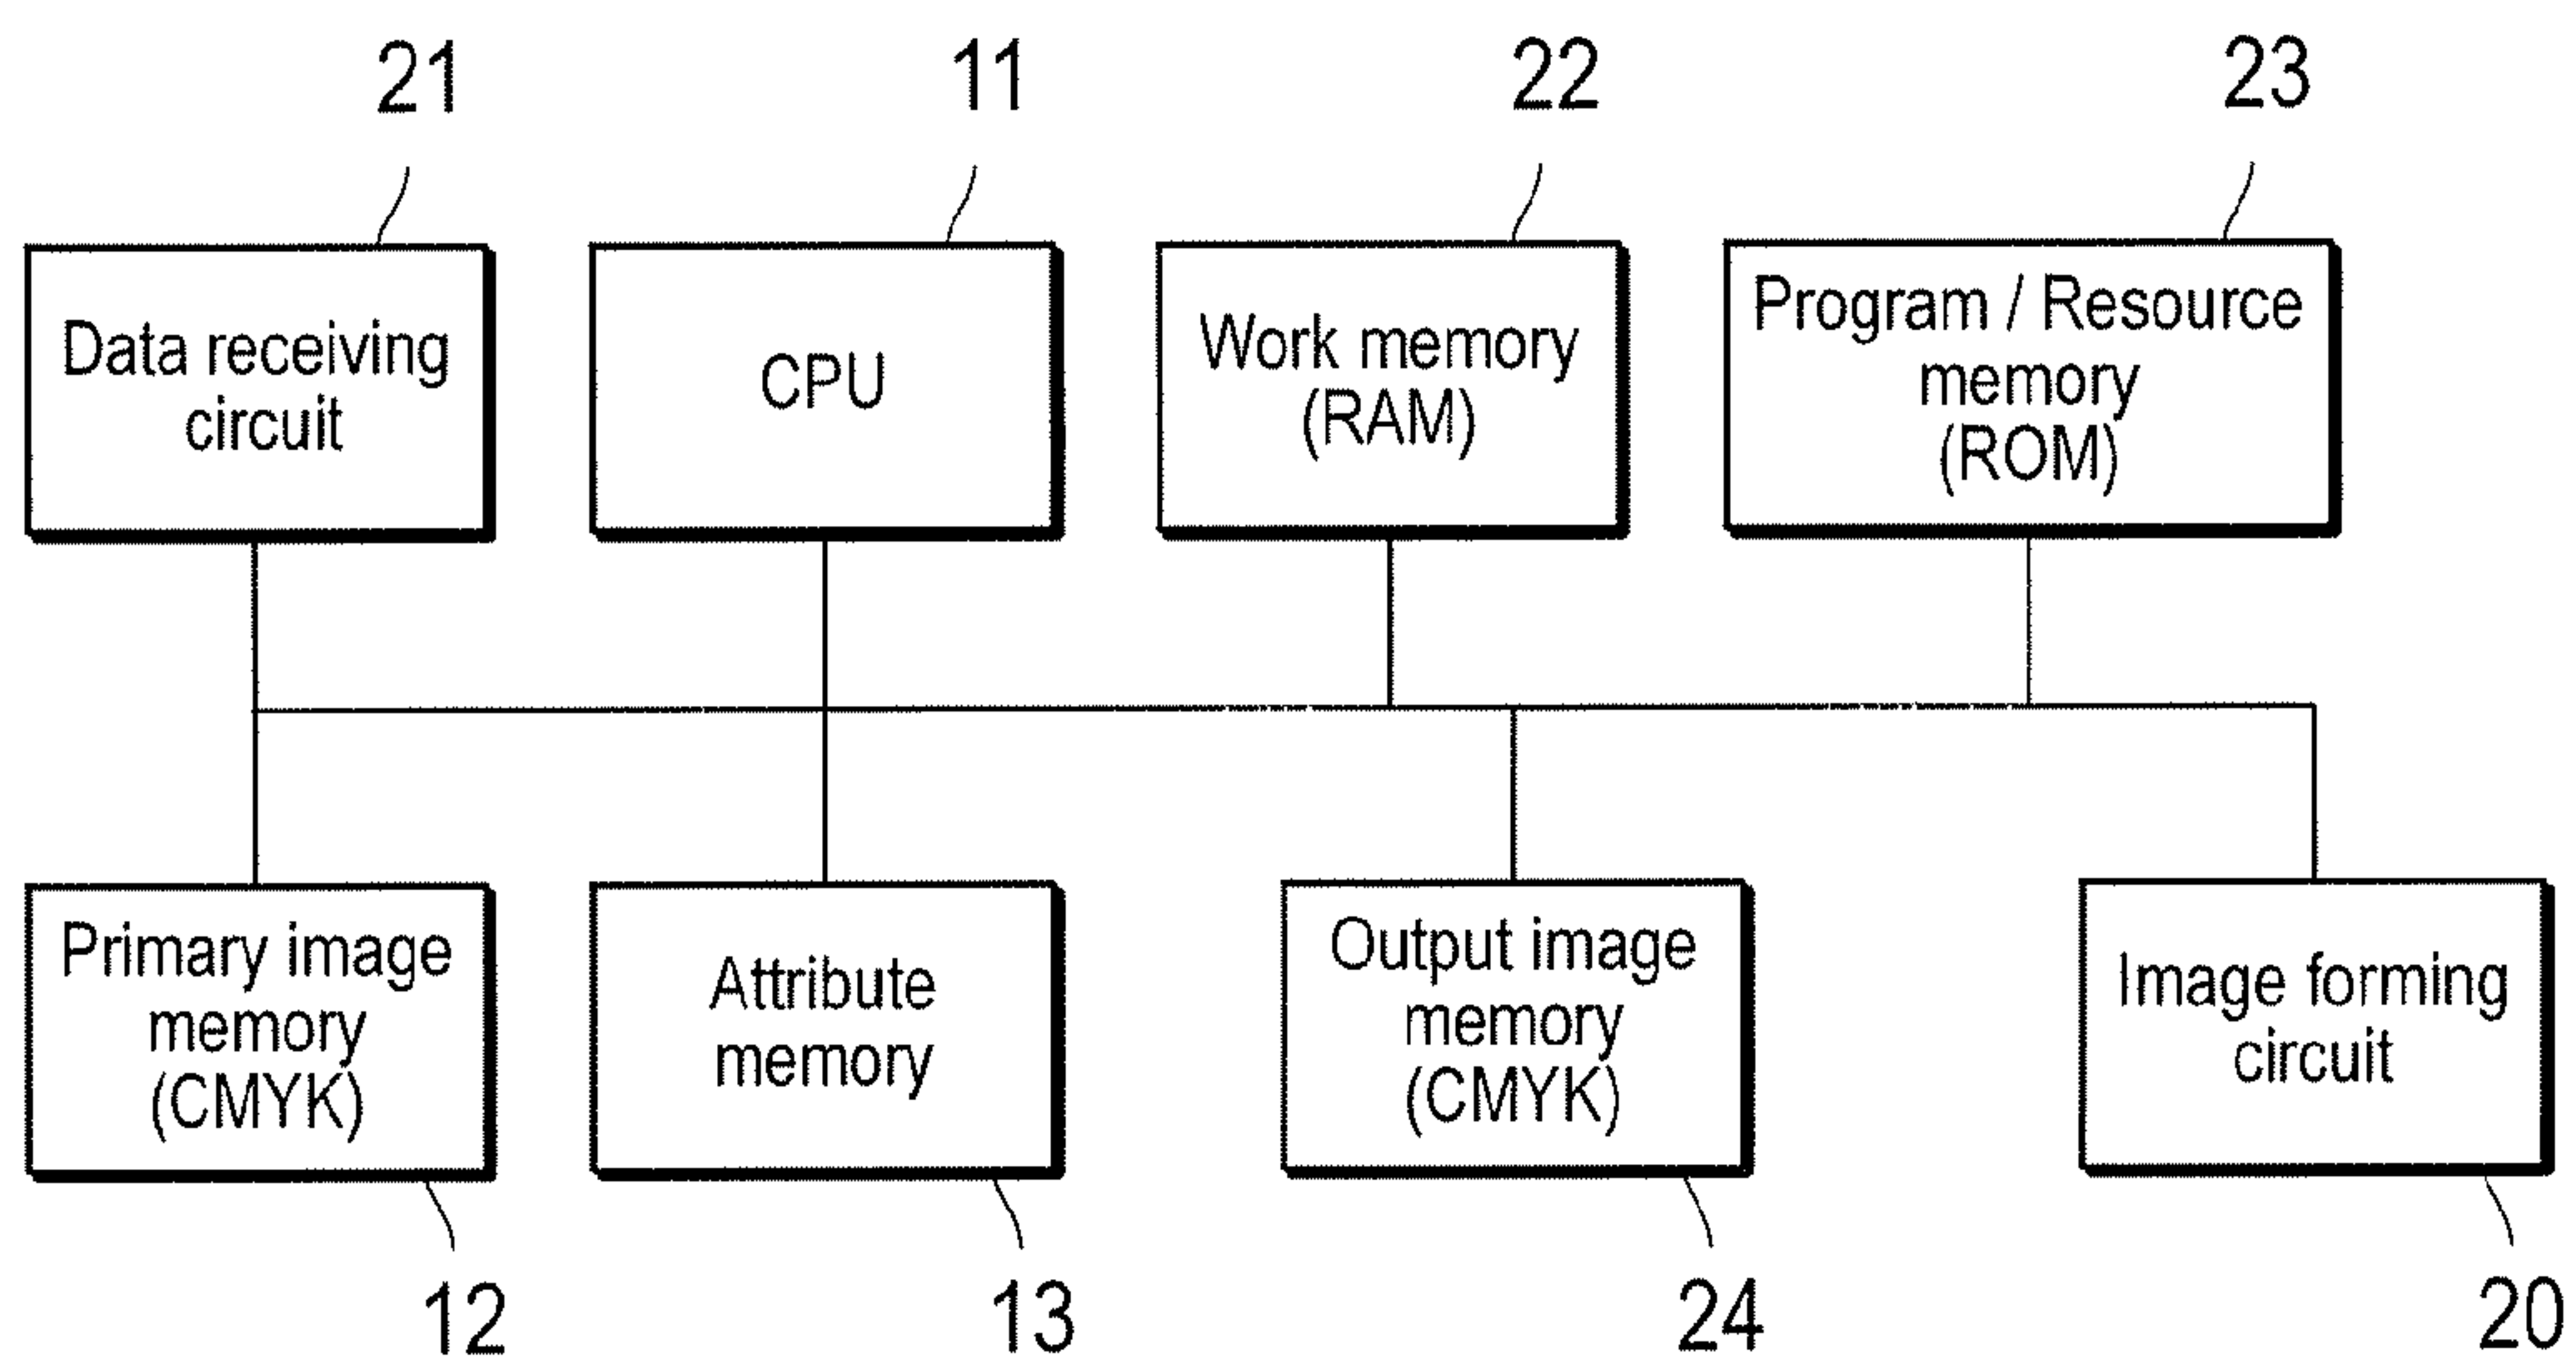 21
11
22
23
Data receiving
circuit
CPU
Work memory
(RAM)
Program / Resource
memory
(ROM)
Primary image
memory
(CMYK)
Attribute
memory
Output image
memory
(CMYK)
Image forming
circuit
12
13
24
20